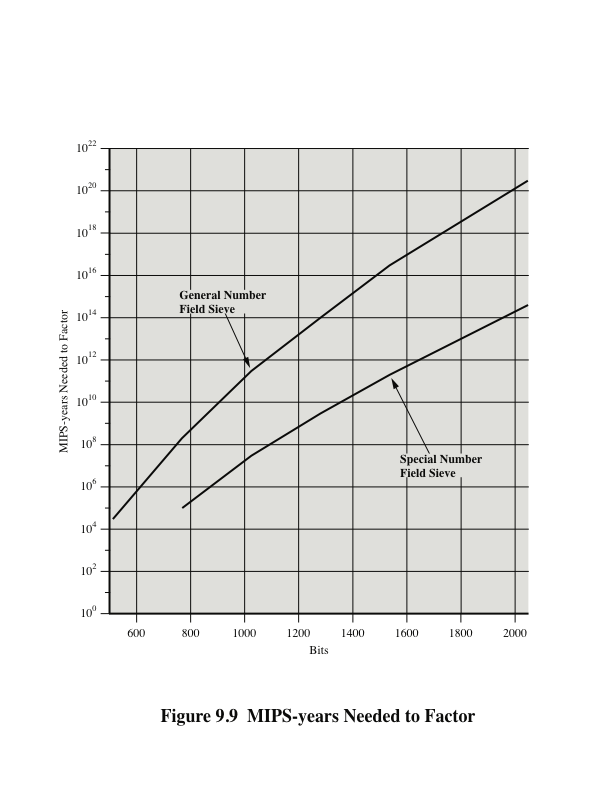 10^22
10^20
10^18
10^16
General Number
Field Sieve
10^14
10^12
10^10
10^8
Special Number
Field Sieve
10^6
10^4
10^2
10^0
MIPS-years Needed to Factor
600 800 1000 1200 1400 1600 1800 2000
Bits
Figure 9.9 MIPS-years Needed to Factor